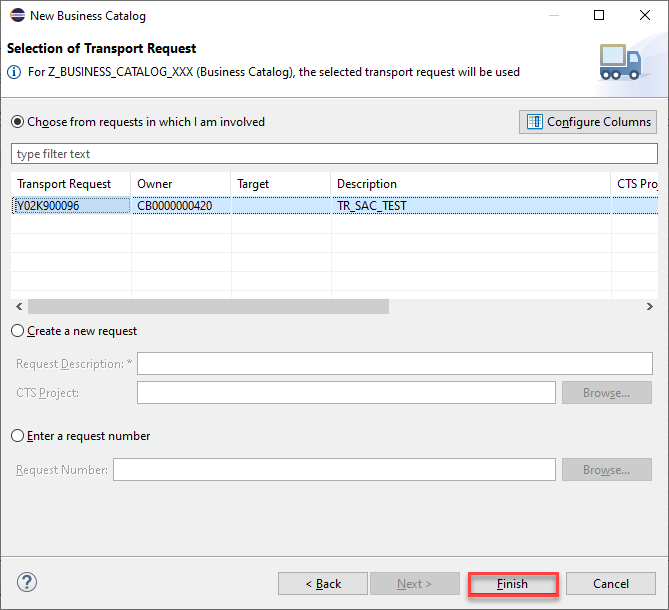 New Business Catalog
Selection of Transport Request
For Z_BUSINESS_CATALOG_XXX (Business Catalog), the selected transport request will be used
Choose from requests in which I am involved
Configure Columns
type filter text
Transport Request Owner Target Description CTS Proj
Y02K900096 CB0000000420 TR_SAC_TEST
Create a new request
Request Description: *
CTS Project: Browse...
Enter a request number
Request Number: Browse...
? < Back Next > Finish Cancel